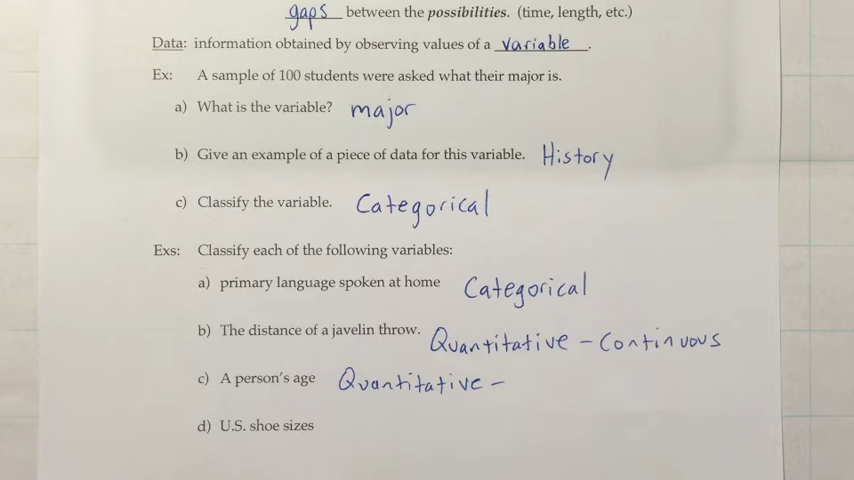 gaps between the possibilities. (time, length, etc.)
Data: information obtained by observing values of a variable.
Ex: A sample of 100 students were asked what their major is.
a) What is the variable? major
b) Give an example of a piece of data for this variable. History
c) Classify the variable. Categorical
Exs: Classify each of the following variables:
a) primary language spoken at home Categorical
b) The distance of a javelin throw. Quantitative - Continuous
c) A person's age Quantitative -
d) U.S. shoe sizes